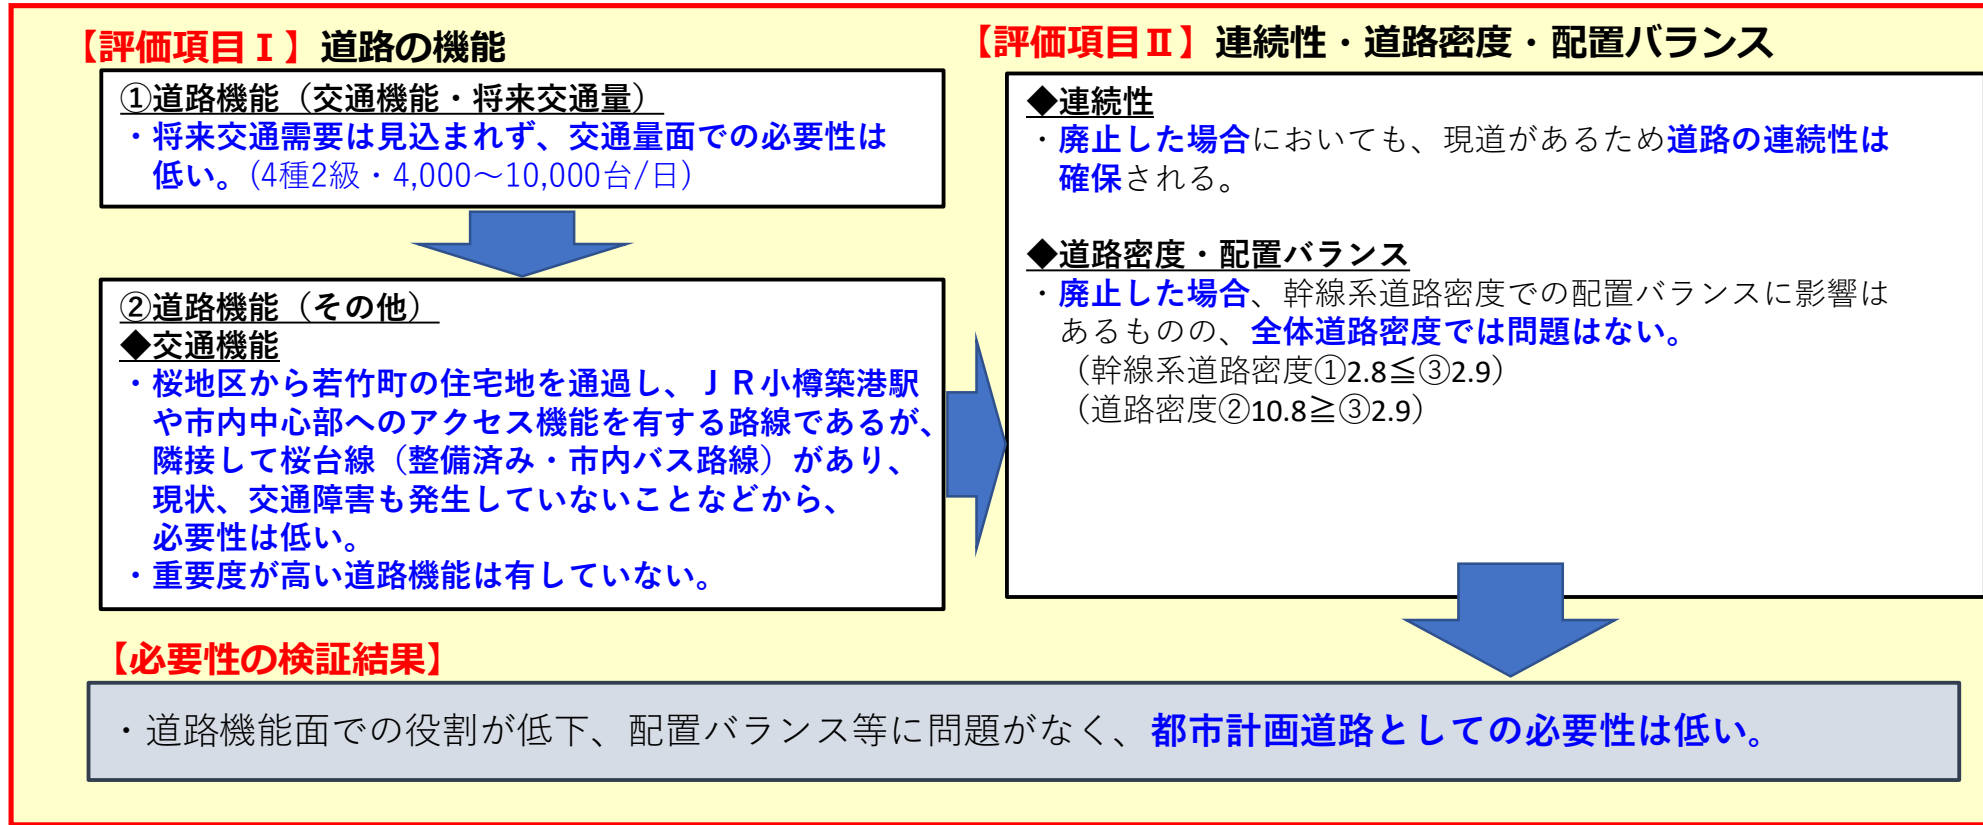 【評価項目Ⅰ】道路の機能
①道路機能（交通機能・将来交通量）
・将来交通需要は見込まれず、交通量面での必要性は
低い。(4種2級・4,000～10,000台/日)
②道路機能（その他）
◆交通機能
・桜地区から若竹町の住宅地を通過し、ＪＲ小樽築港駅
や市内中心部へのアクセス機能を有する路線であるが、
隣接して桜台線（整備済み・市内バス路線）があり、
現状、交通障害も発生していないことなどから、
必要性は低い。
・重要度が高い道路機能は有していない。
【評価項目Ⅱ】連続性・道路密度・配置バランス
◆連続性
・廃止した場合においても、現道があるため道路の連続性は
確保される。
◆道路密度・配置バランス
・廃止した場合、幹線系道路密度での配置バランスに影響は
あるものの、全体道路密度では問題はない。
（幹線系道路密度①2.8≦③2.9）
（道路密度②10.8≧③2.9）
【必要性の検証結果】
・道路機能面での役割が低下、配置バランス等に問題がなく、都市計画道路としての必要性は低い。